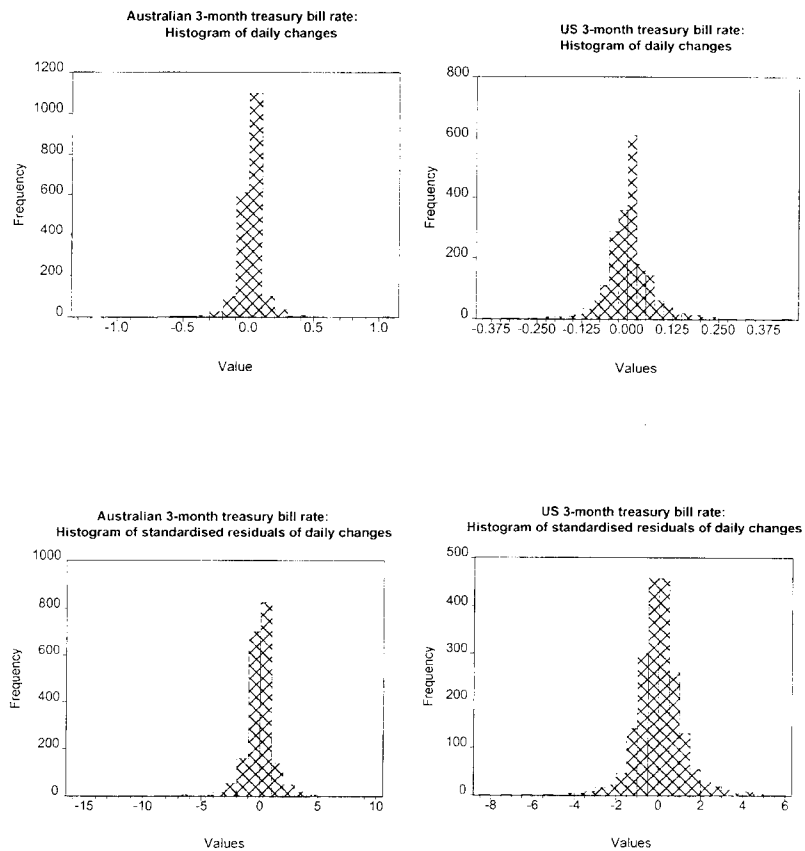 Australian 3-month treasury bill rate:
Histogram of daily changes
1200
1000
800
600
400
200
0
Frequency
-1.0 -0.5 0.0 0.5 1.0
Value
US 3-month treasury bill rate:
Histogram of daily changes
800
600
400
200
0
Frequency
-0.375 -0.250 -0.125 0.000 0.125 0.250 0.375
Values
Australian 3-month treasury bill rate:
Histogram of standardised residuals of daily changes
1000
800
600
400
200
0
Frequency
-15 -10 -5 0 5 10
Values
US 3-month treasury bill rate:
Histogram of standardised residuals of daily changes
500
400
300
200
100
0
Frequency
-8 -6 -4 -2 0 2 4 6
Values